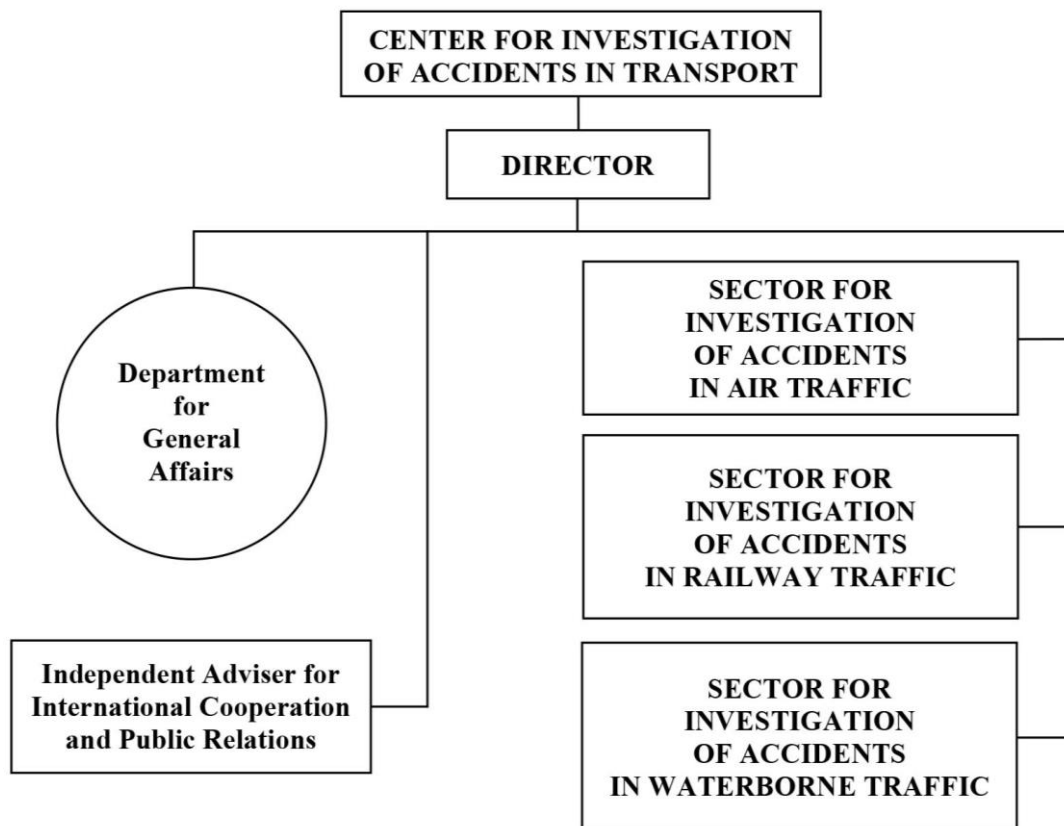 CENTER FOR INVESTIGATION
OF ACCIDENTS IN TRANSPORT
DIRECTOR
Department
for
General
Affairs
Independent Adviser for
International Cooperation
and Public Relations
SECTOR FOR
INVESTIGATION
OF ACCIDENTS
IN AIR TRAFFIC
SECTOR FOR
INVESTIGATION
OF ACCIDENTS
IN RAILWAY TRAFFIC
SECTOR FOR
INVESTIGATION
OF ACCIDENTS
IN WATERBORNE TRAFFIC